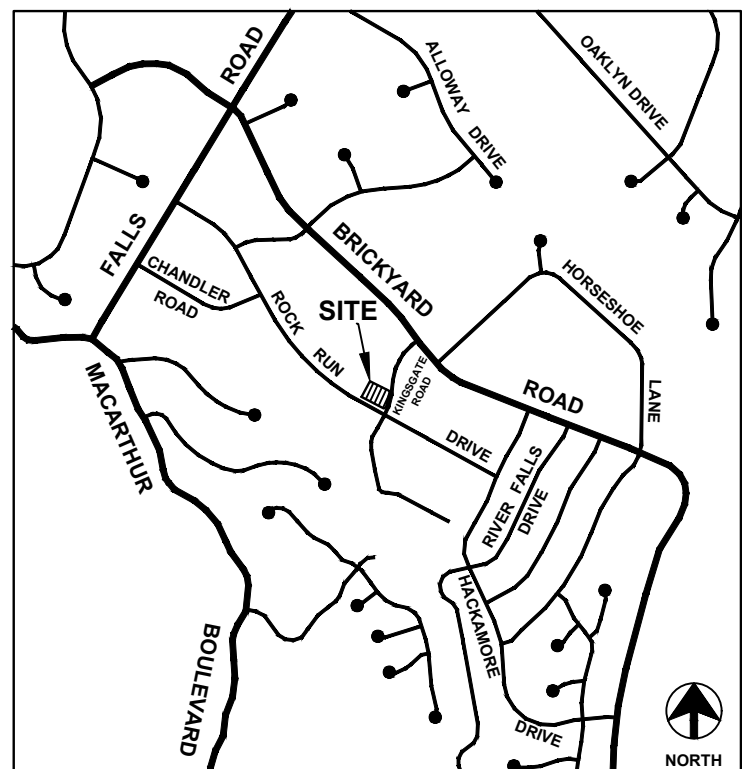 ROAD
ALLOWAY
DRIVE
OAKLYN DRIVE
FALLS
BRICKYARD
CHANDLER
ROAD
HORSESHOE
ROCK
SITE
RUN
KINGSGATE
ROAD
MACARTHUR
ROAD
LANE
DRIVE
RIVER FALLS
DRIVE
HACKAMORE
BOULEVARD
DRIVE
NORTH